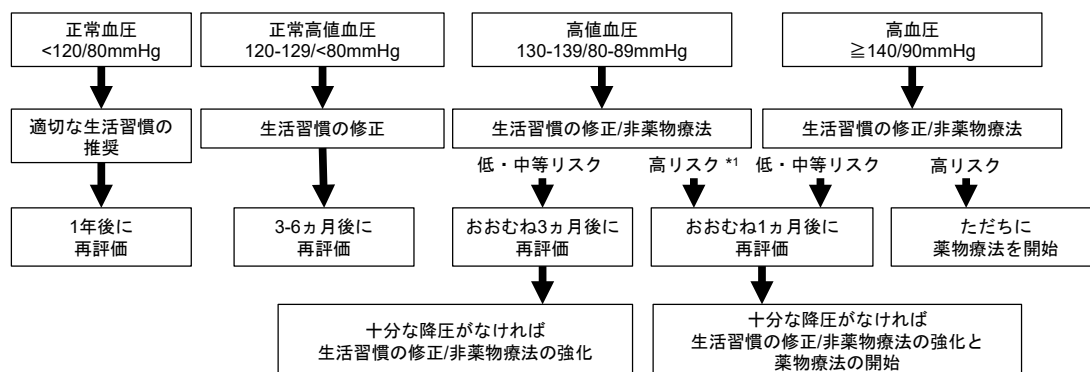 正常血圧
<120/80mmHg
正常高値血圧
120-129/<80mmHg
高値血圧
130-139/80-89mmHg
高血圧
≧140/90mmHg
適切な生活習慣の
推奨
生活習慣の修正
生活習慣の修正/非薬物療法
生活習慣の修正/非薬物療法
低・中等リスク
高リスク *1
低・中等リスク
高リスク
1年後に
再評価
3-6ヵ月後に
再評価
おおむね3ヵ月後に
再評価
おおむね1ヵ月後に
再評価
ただちに
薬物療法を開始
十分な降圧がなければ
生活習慣の修正/非薬物療法の強化
十分な降圧がなければ
生活習慣の修正/非薬物療法の強化と
薬物療法の開始